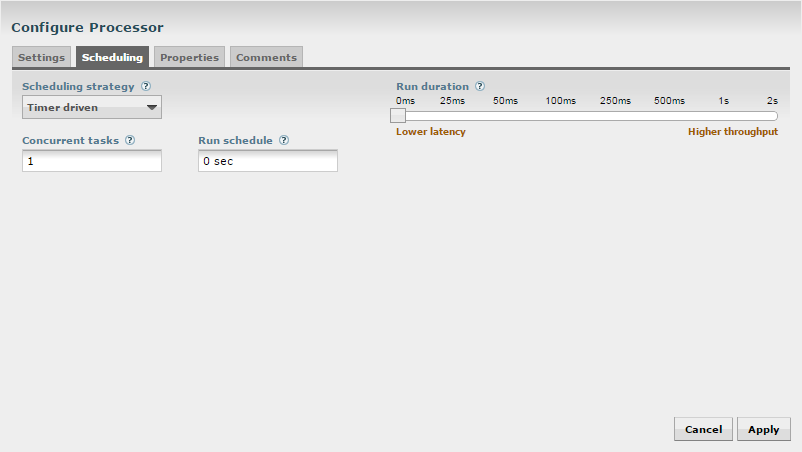 Configure Processor
Settings Scheduling Properties Comments
Scheduling strategy ?
Timer driven
Run duration ?
0ms 25ms 50ms 100ms 250ms 500ms 1s 2s
Lower latency Higher throughput
Concurrent tasks ? Run schedule ?
1 0 sec
Cancel Apply